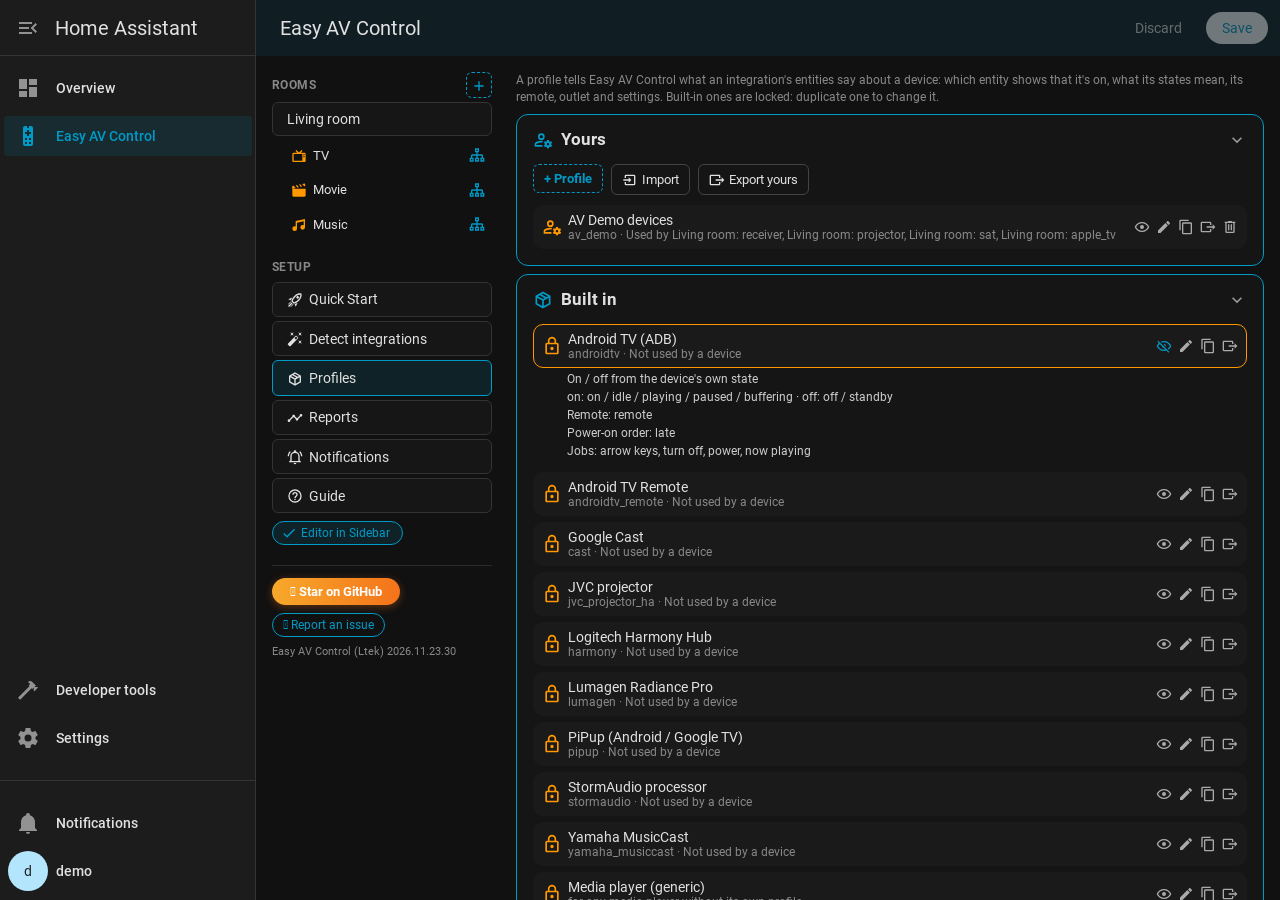 Home Assistant
Easy AV Control
Discard
Save
Overview
Easy AV Control
Developer tools
Settings
Notifications
d
demo
ROOMS
Living room
TV
Movie
Music
SETUP
Quick Start
Detect integrations
Profiles
Reports
Notifications
Guide
Editor in Sidebar
Star on GitHub
Report an issue
Easy AV Control (Ltek) 2026.11.23.30
A profile tells Easy AV Control what an integration's entities say about a device: which entity shows that it's on, what its states mean, its
remote, outlet and settings. Built-in ones are locked: duplicate one to change it.
Yours
+ Profile
Import
Export yours
AV Demo devices
av_demo · Used by Living room: receiver, Living room: projector, Living room: sat, Living room: apple_tv
Built in
Android TV (ADB)
androidtv · Not used by a device
On / off from the device's own state
on: on / idle / playing / paused / buffering · off: off / standby
Remote: remote
Power-on order: late
Jobs: arrow keys, turn off, power, now playing
Android TV Remote
androidtv_remote · Not used by a device
Google Cast
cast · Not used by a device
JVC projector
jvc_projector_ha · Not used by a device
Logitech Harmony Hub
harmony · Not used by a device
Lumagen Radiance Pro
lumagen · Not used by a device
PiPup (Android / Google TV)
pipup · Not used by a device
StormAudio processor
stormaudio · Not used by a device
Yamaha MusicCast
yamaha_musiccast · Not used by a device
Media player (generic)